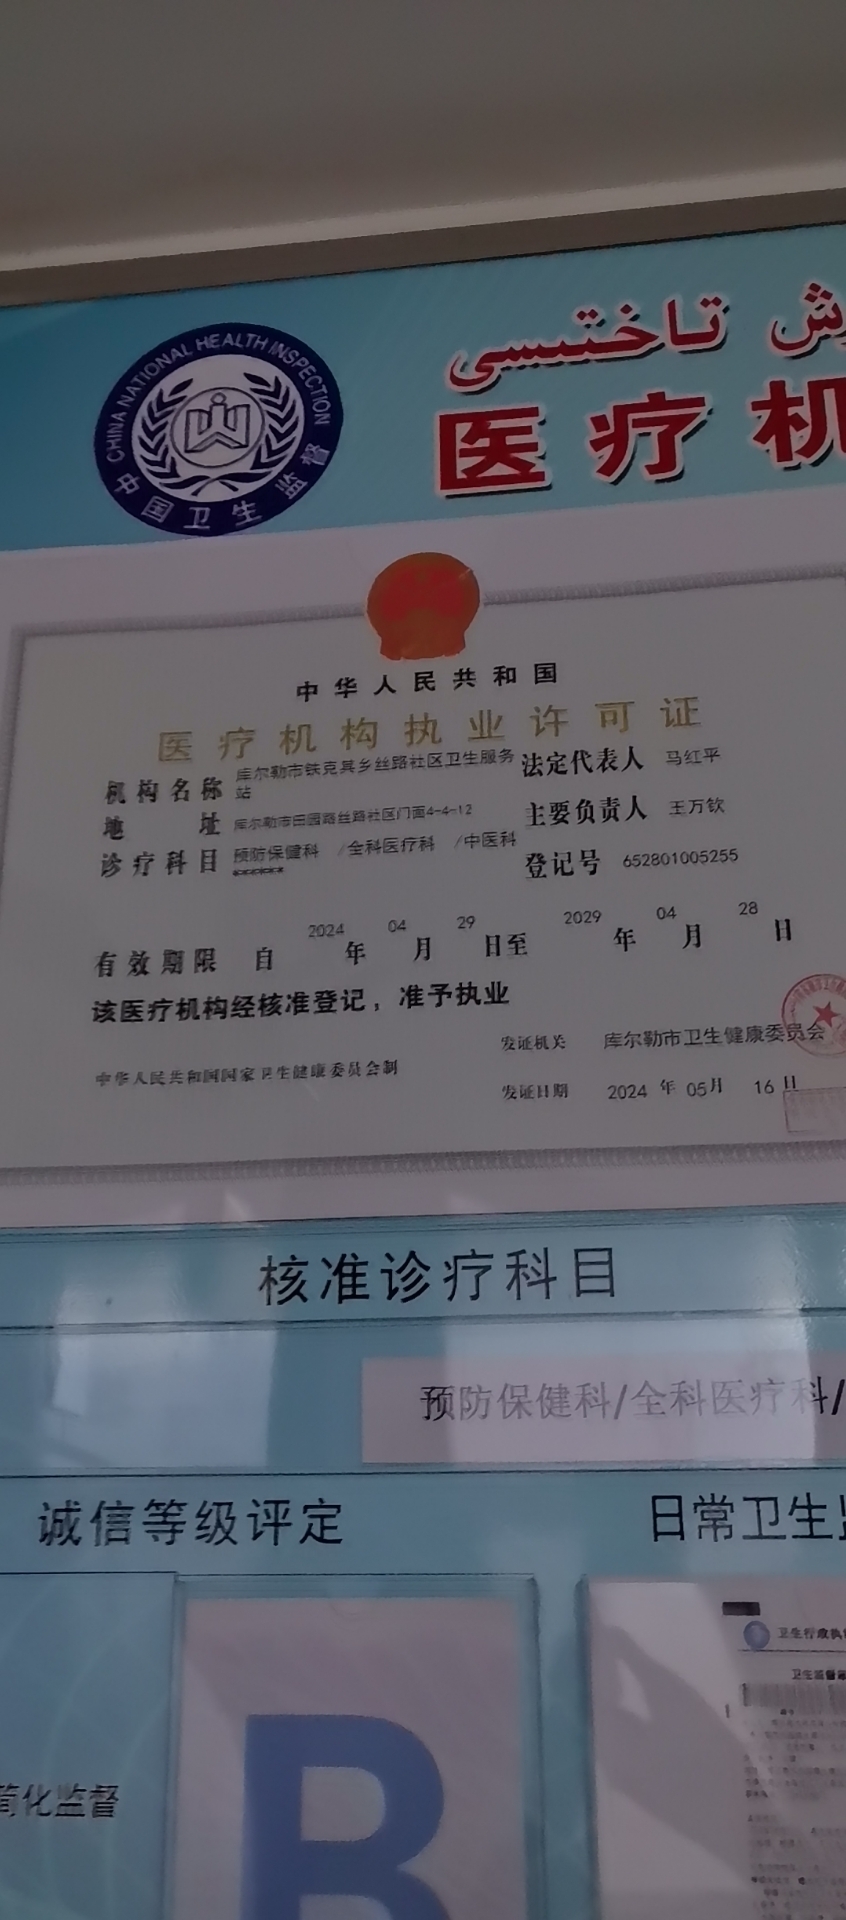 CHINA NATIONAL HEALTH INSPECTION
中国卫生监督
تاختىسى
医疗机
中华人民共和国
医疗机构执业许可证
机构名称 库尔勒市铁克其乡丝路社区卫生服务站
法定代表人 马红平
地址 库尔勒市田园路丝路社区门面4-4-12
主要负责人 王万钦
诊疗科目 预防保健科 /全科医疗科 /中医科******
登记号 652801005255
有效期限 自 2024 年 04 月 29 日至 2029 年 04 月 28 日
该医疗机构经核准登记，准予执业
发证机关 库尔勒市卫生健康委员会
中华人民共和国国家卫生健康委员会制
发证日期 2024 年 05 月 16 日
核准诊疗科目
预防保健科/全科医疗科/
诚信等级评定
日常卫生
简化监督
B
卫生行政执
卫生监督